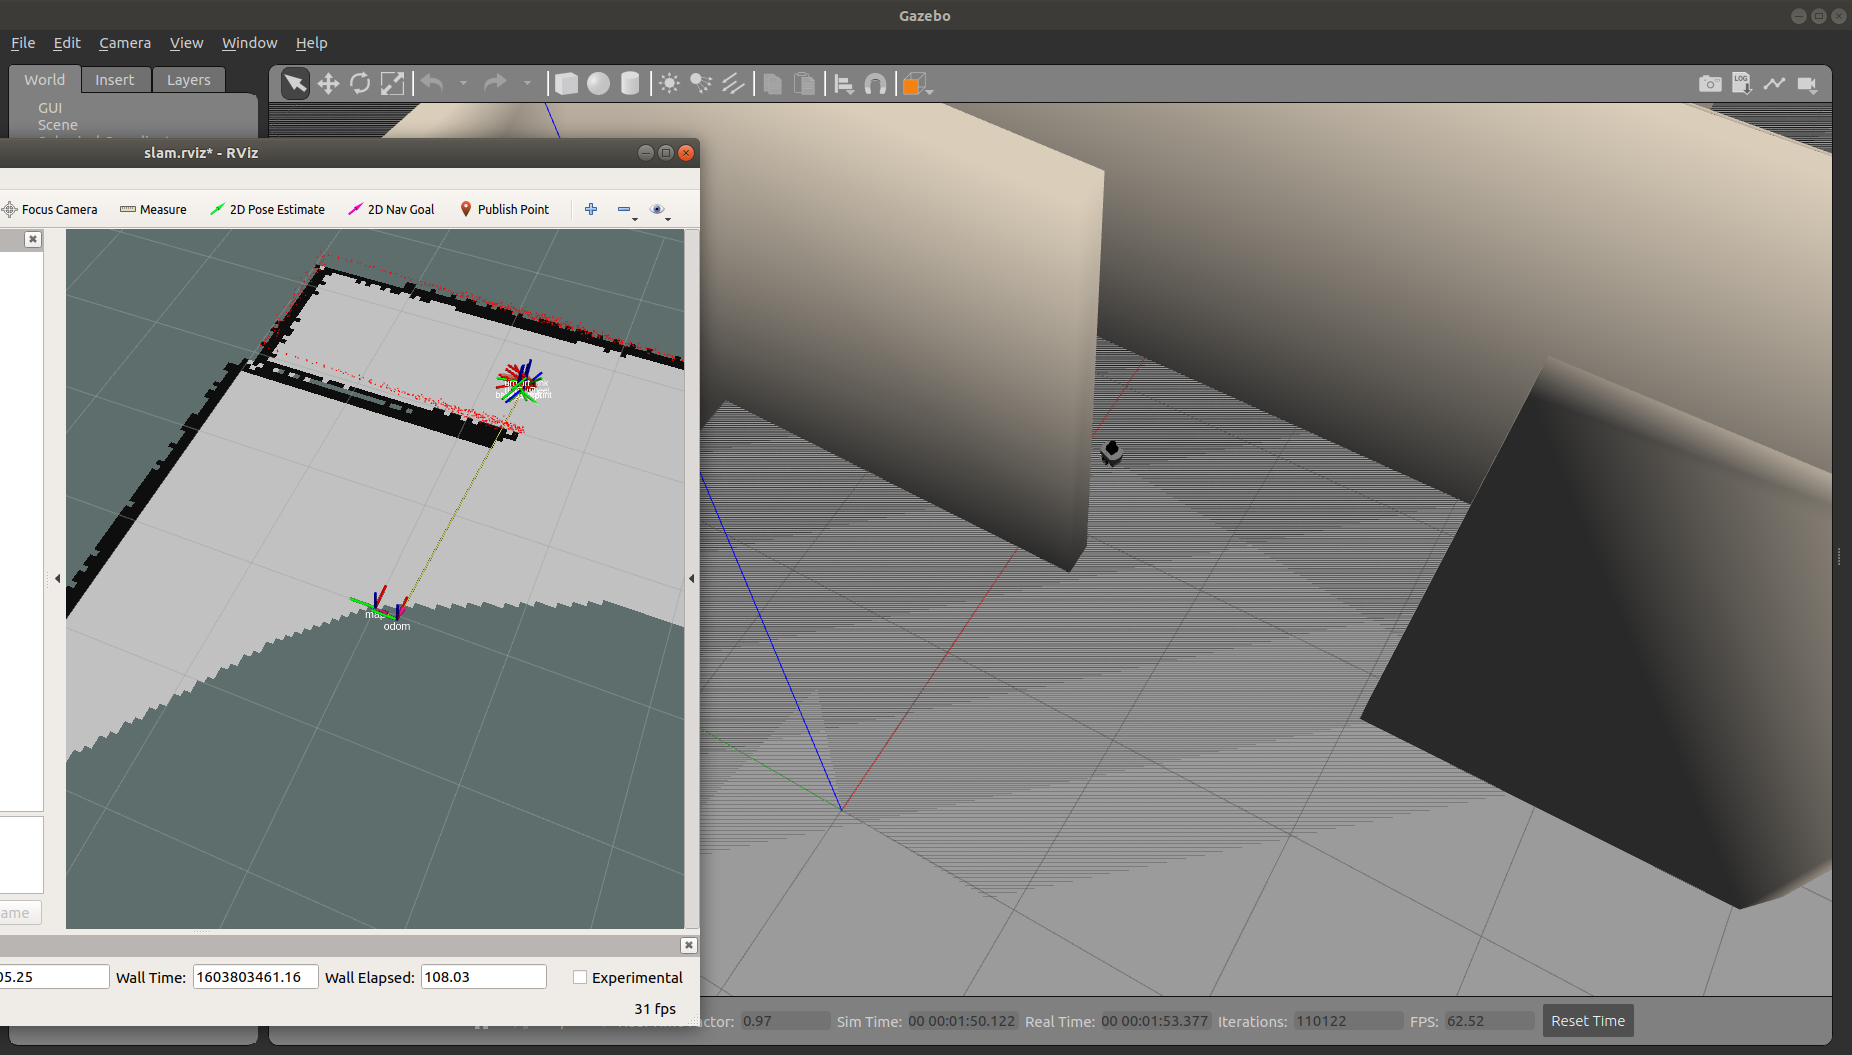 Gazebo
File Edit Camera View Window Help
World Insert Layers
GUI
Scene
LOG
slam.rviz* - RViz
Focus Camera Measure 2D Pose Estimate 2D Nav Goal Publish Point
map
odom
ame
05.25 Wall Time: 1603803461.16 Wall Elapsed: 108.03 Experimental
31 fps
ctor: 0.97 Sim Time: 00 00:01:50.122 Real Time: 00 00:01:53.377 Iterations: 110122 FPS: 62.52 Reset Time